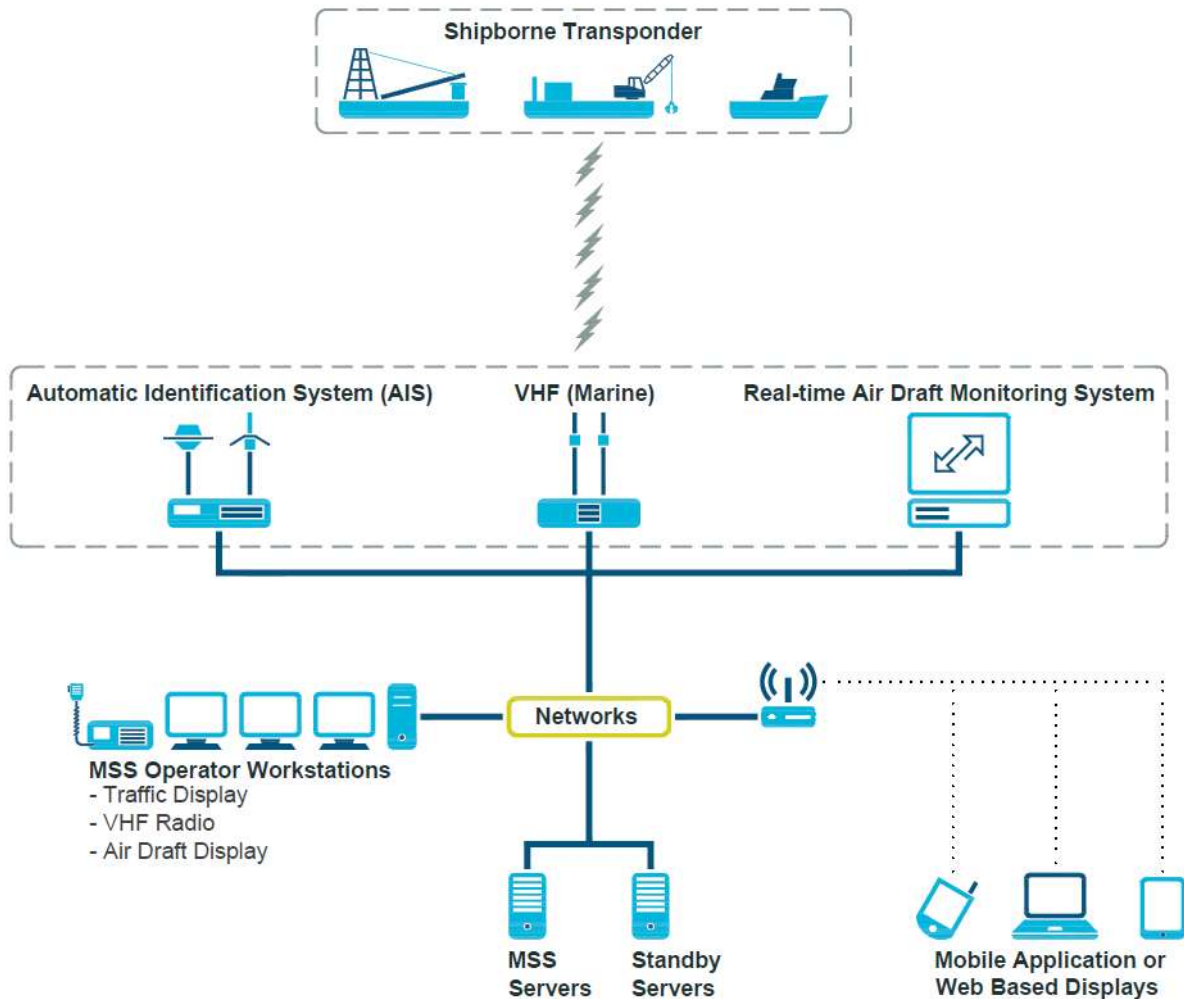 Shipborne Transponder
Automatic Identification System (AIS)
VHF (Marine)
Real-time Air Draft Monitoring System
Networks
MSS Operator Workstations
- Traffic Display
- VHF Radio
- Air Draft Display
MSS
Servers
Standby
Servers
Mobile Application or
Web Based Displays